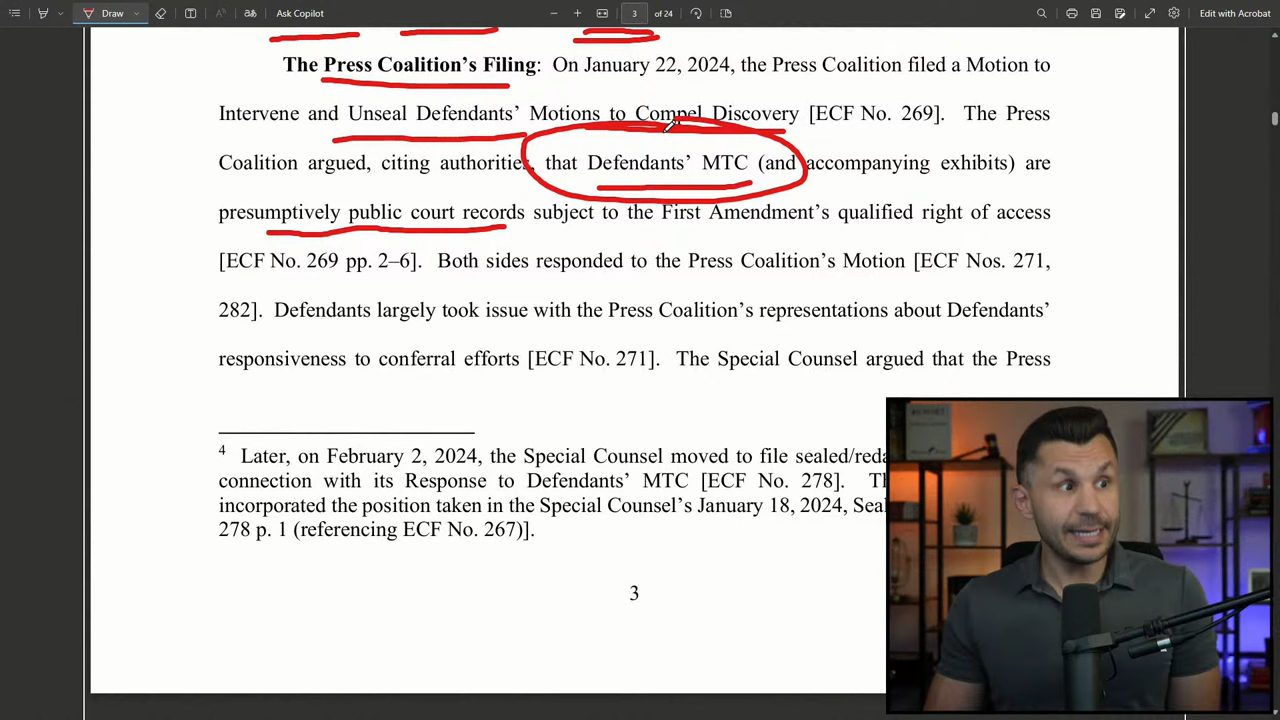 Draw
Ask Copilot
3
of 24
Edit with Acrobat
The Press Coalition's Filing: On January 22, 2024, the Press Coalition filed a Motion to
Intervene and Unseal Defendants' Motions to Compel Discovery [ECF No. 269]. The Press
Coalition argued, citing authorities, that Defendants' MTC (and accompanying exhibits) are
presumptively public court records subject to the First Amendment's qualified right of access
[ECF No. 269 pp. 2–6]. Both sides responded to the Press Coalition's Motion [ECF Nos. 271,
282]. Defendants largely took issue with the Press Coalition's representations about Defendants'
responsiveness to conferral efforts [ECF No. 271]. The Special Counsel argued that the Press
4 Later, on February 2, 2024, the Special Counsel moved to file
connection with its Response to Defendants' MTC [ECF No. 278].
incorporated the position taken in the Special Counsel's January 18, 2024,
278 p. 1 (referencing ECF No. 267)].
3